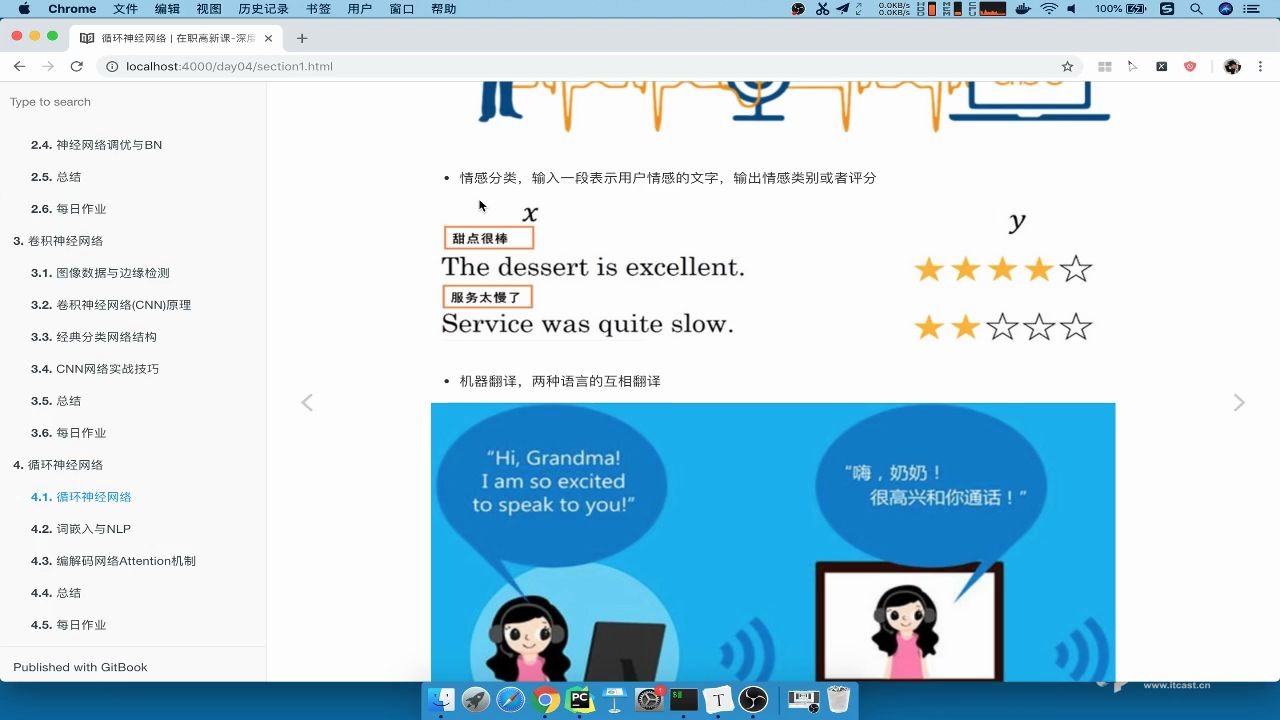 Chrome 文件 编辑 视图 历史记录 书签 用户 窗口 帮助
0.0KB/s
0.0KB/s
100%
循环神经网络 | 在职高新课-深度
localhost:4000/day04/section1.html
Type to search
2.4. 神经网络调优与BN
2.5. 总结
2.6. 每日作业
3. 卷积神经网络
3.1. 图像数据与边缘检测
3.2. 卷积神经网络(CNN)原理
3.3. 经典分类网络结构
3.4. CNN网络实战技巧
3.5. 总结
3.6. 每日作业
4. 循环神经网络
4.1. 循环神经网络
4.2. 词嵌入与NLP
4.3. 编解码网络Attention机制
4.4. 总结
4.5. 每日作业
Published with GitBook
• 情感分类，输入一段表示用户情感的文字，输出情感类别或者评分
x
y
甜点很棒
The dessert is excellent.
服务太慢了
Service was quite slow.
• 机器翻译，两种语言的互相翻译
“Hi, Grandma!
I am so excited
to speak to you!”
“嗨，奶奶！
很高兴和你通话！”
www.itcast.cn